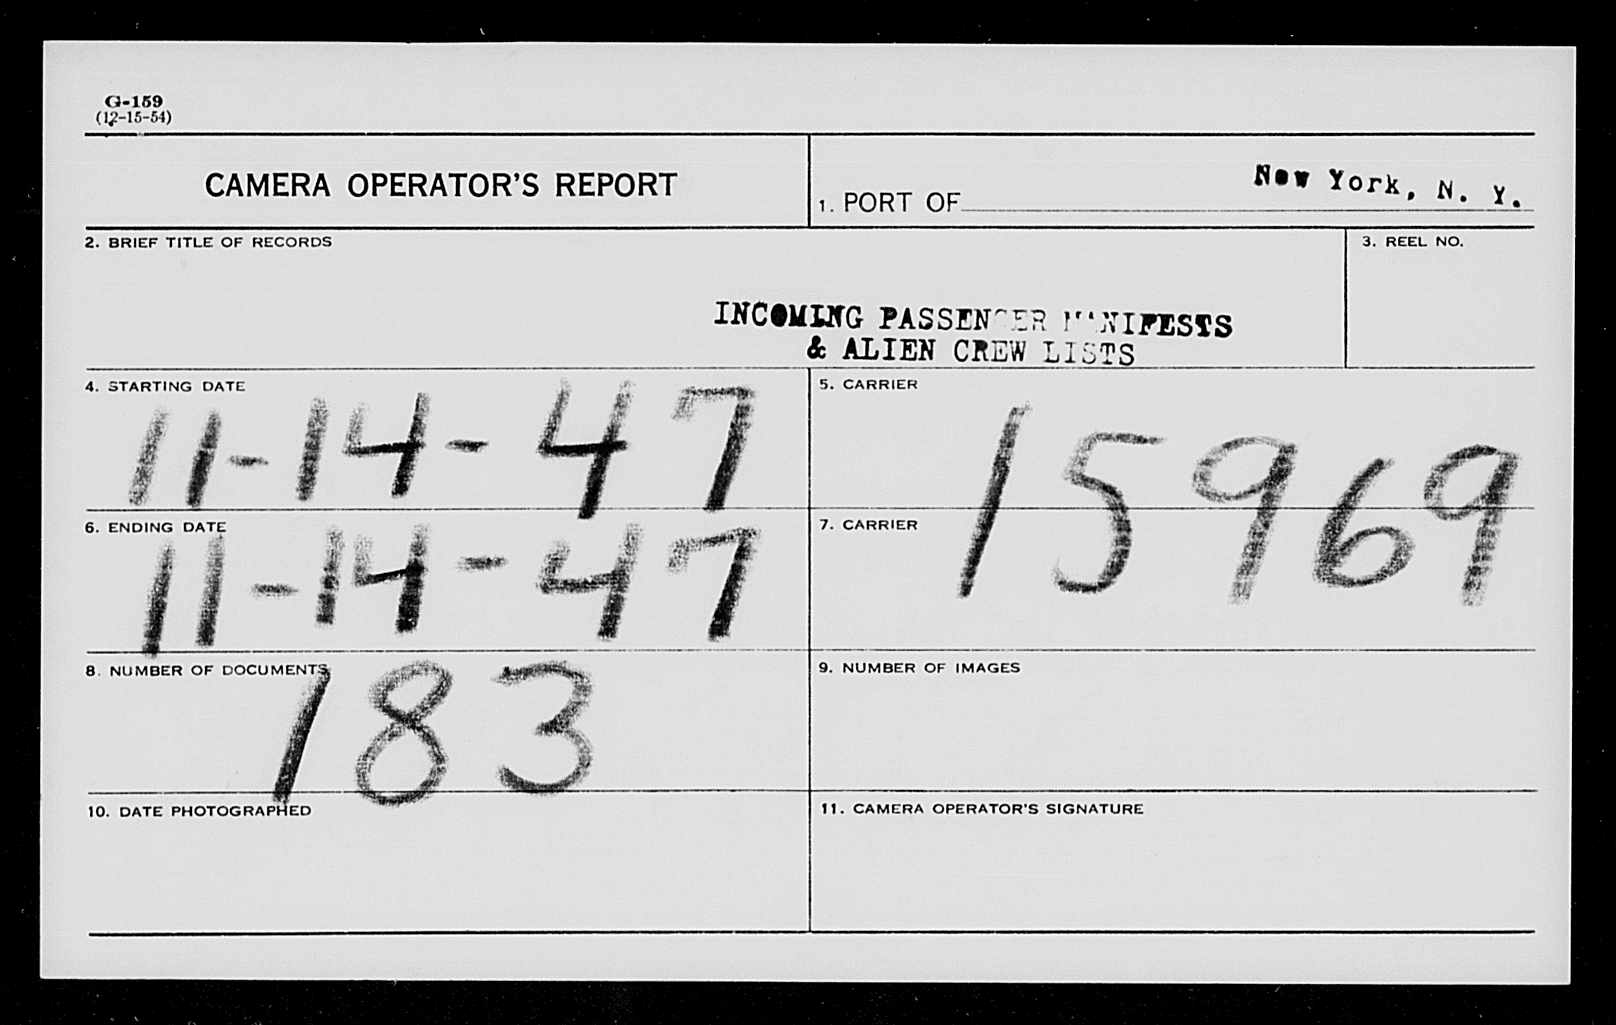 G-159
(12-15-54)
CAMERA OPERATOR'S REPORT
1. PORT OF New York, N. Y.
2. BRIEF TITLE OF RECORDS
3. REEL NO.
INCOMING PASSENGER MANIFESTS
& ALIEN CREW LISTS
4. STARTING DATE
11-14-47
5. CARRIER
15969
6. ENDING DATE
11-14-47
7. CARRIER
8. NUMBER OF DOCUMENTS
183
9. NUMBER OF IMAGES
10. DATE PHOTOGRAPHED
11. CAMERA OPERATOR'S SIGNATURE